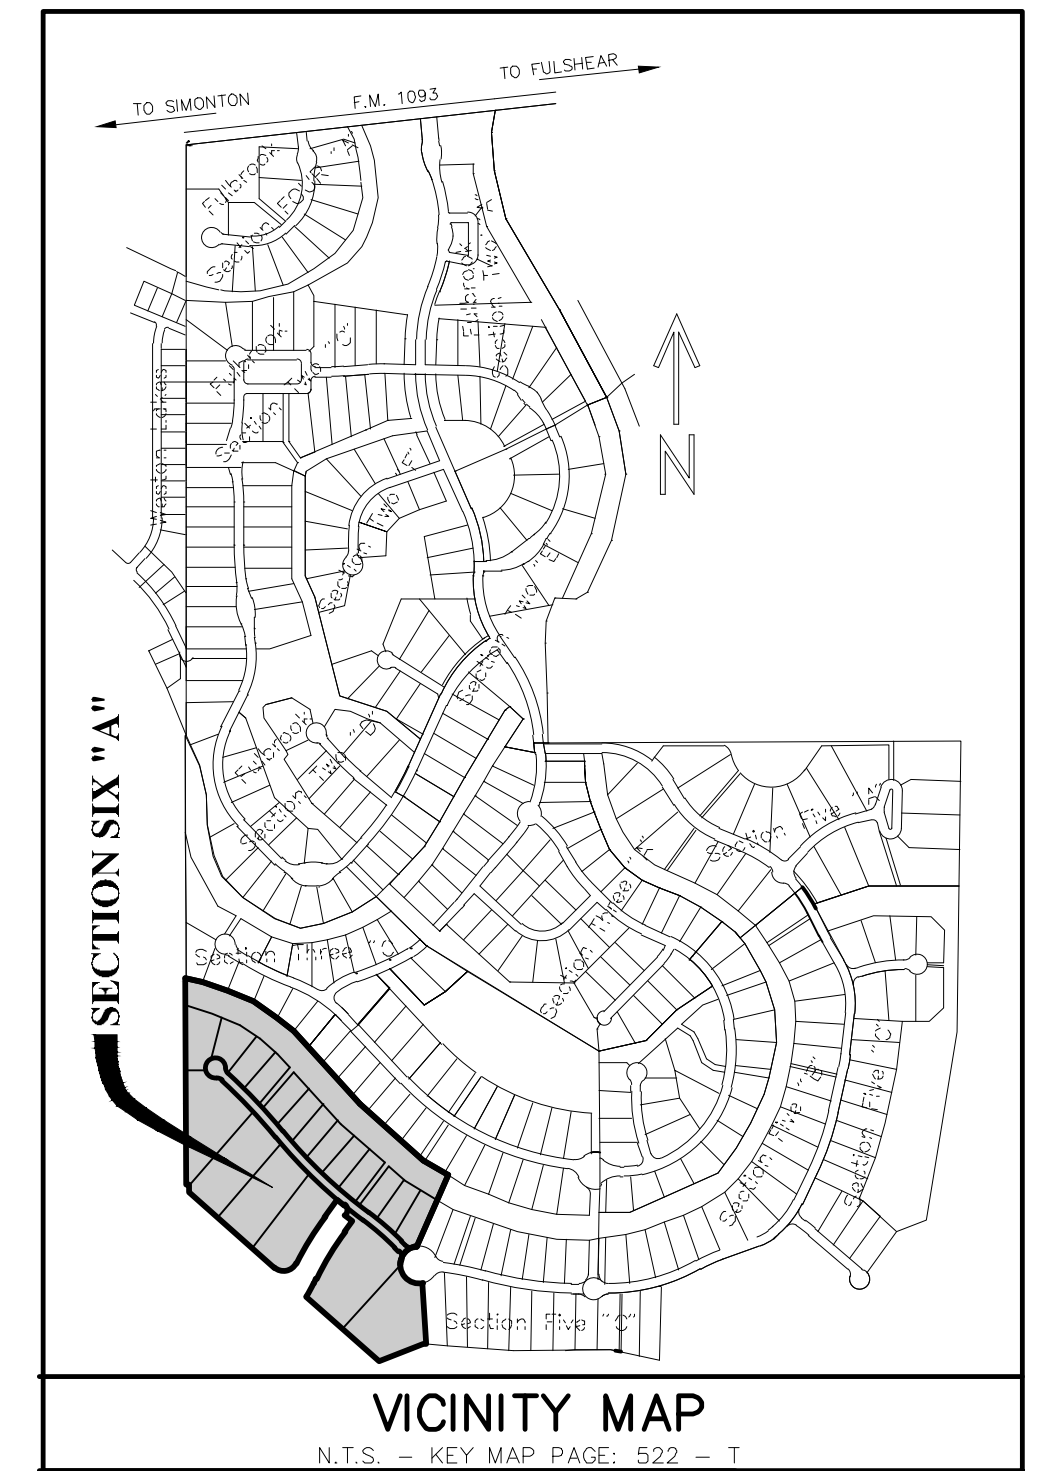 TO FULSHEAR
TO SIMONTON
F.M. 1093
Fulbrook
Section FOUR "A"
Fulbrook
Section Two "A"
Fulbrook
Section Two "C"
Weston Lakes
N
Section Two "F"
Section Two "E"
Fulbrook
Section Two "D"
SECTION SIX "A"
Section Five "A"
Section Three "A"
Section Three "C"
Section Five "B"
Section Five "C"
Section Five "C"
VICINITY MAP
N.T.S. – KEY MAP PAGE: 522 – T